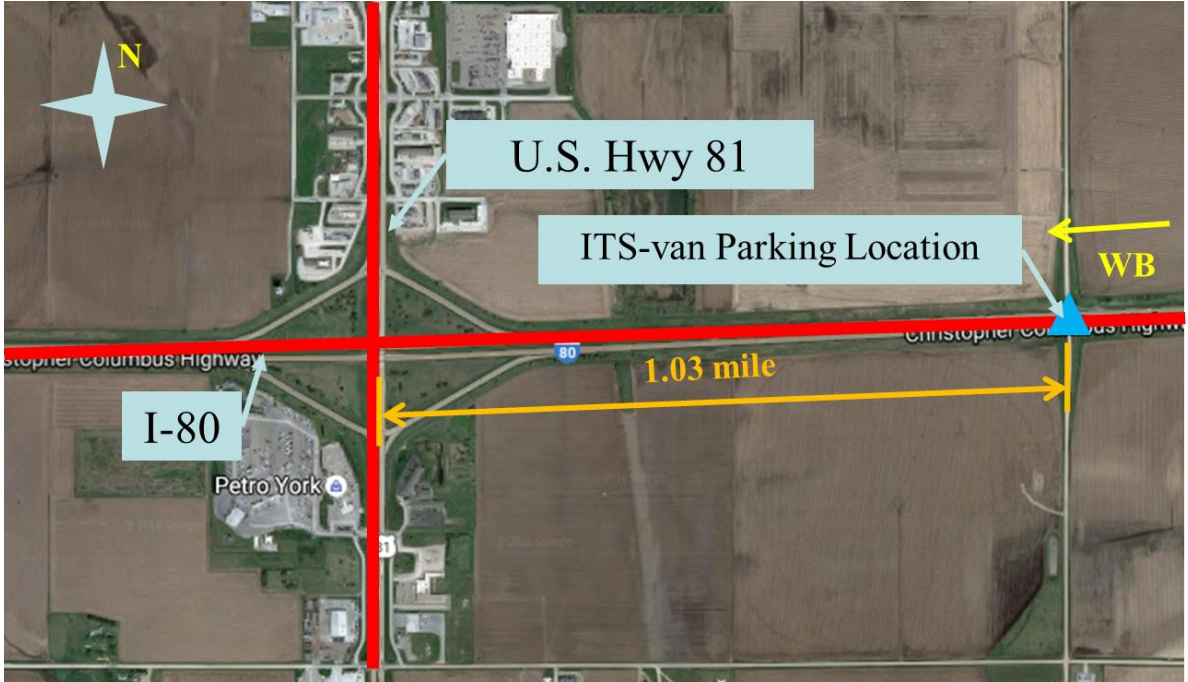 N
U.S. Hwy 81
ITS-van Parking Location
WB
Christopher Columbus Highw
stopher Columbus Highway
80
1.03 mile
I-80
Petro York
81